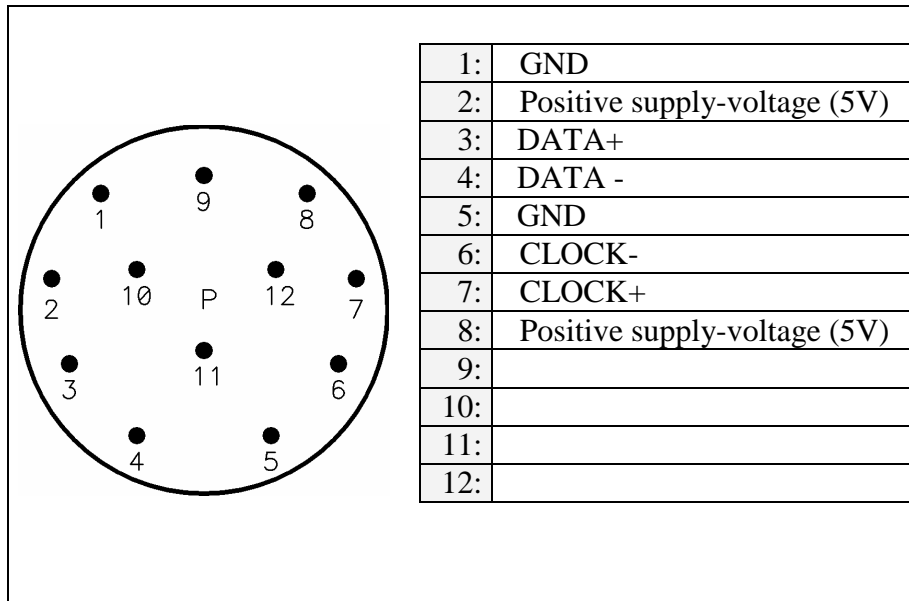 9
1
8
10
P
12
2
7
11
3
6
4
5
1: GND
2: Positive supply-voltage (5V)
3: DATA+
4: DATA -
5: GND
6: CLOCK-
7: CLOCK+
8: Positive supply-voltage (5V)
9:
10:
11:
12: